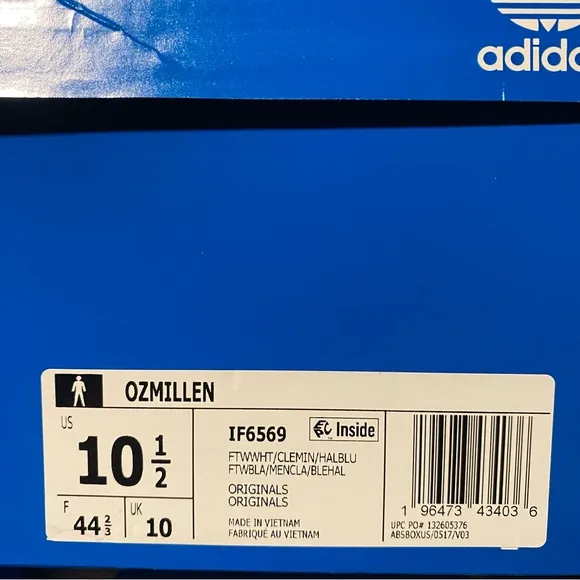 adidas
OZMILLEN
US
10 1/2
F
44 2/3
UK
10
IF6569
Inside
FTWWHT/CLEMIN/HALBLU
FTWBLA/MENCLA/BLEHAL
ORIGINALS
ORIGINALS
MADE IN VIETNAM
FABRIQUÉ AU VIETNAM
1 96473 43403 6
UPC PO# 132605376
ABSBOXUS/0517/V03